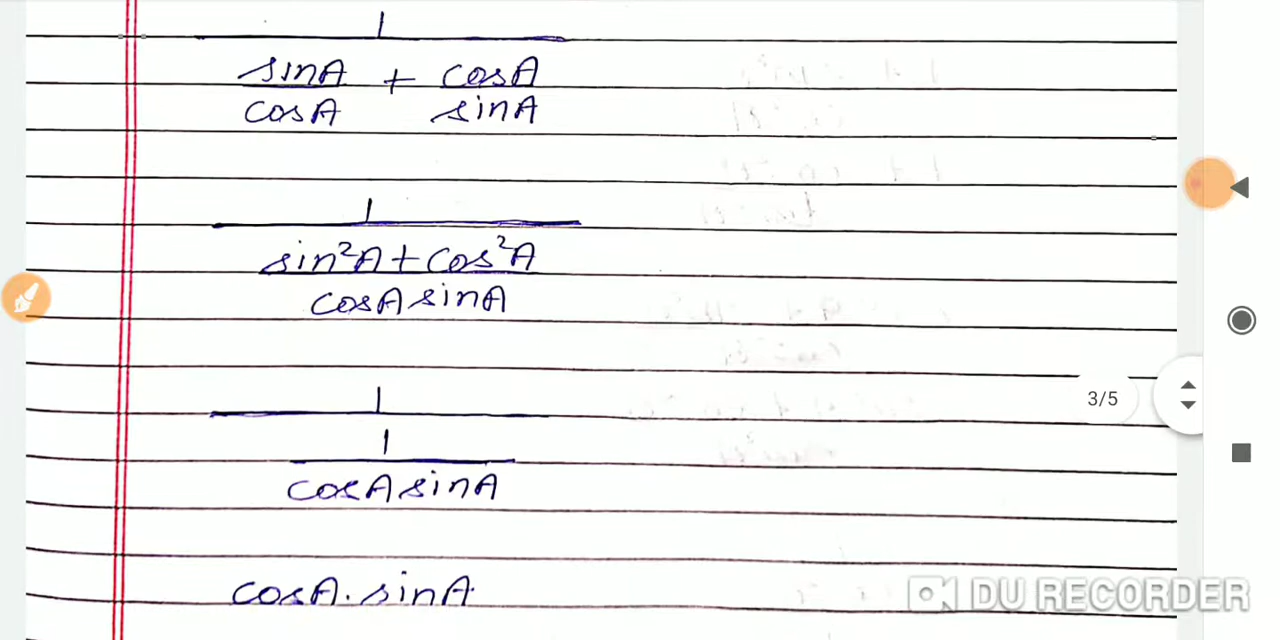 1
sinA + cosA
cosA sinA
1
sin²A + cos²A
cosA sinA
1
1
cosA sinA
3/5
cosA. sinA.
DU RECORDER